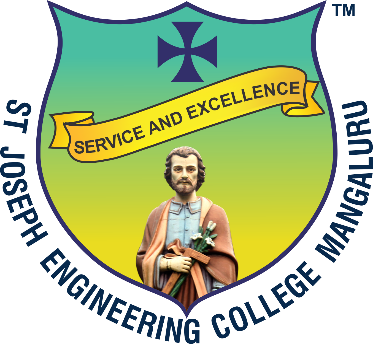 TM
SERVICE AND EXCELLENCE
ST JOSEPH ENGINEERING COLLEGE MANGALURU